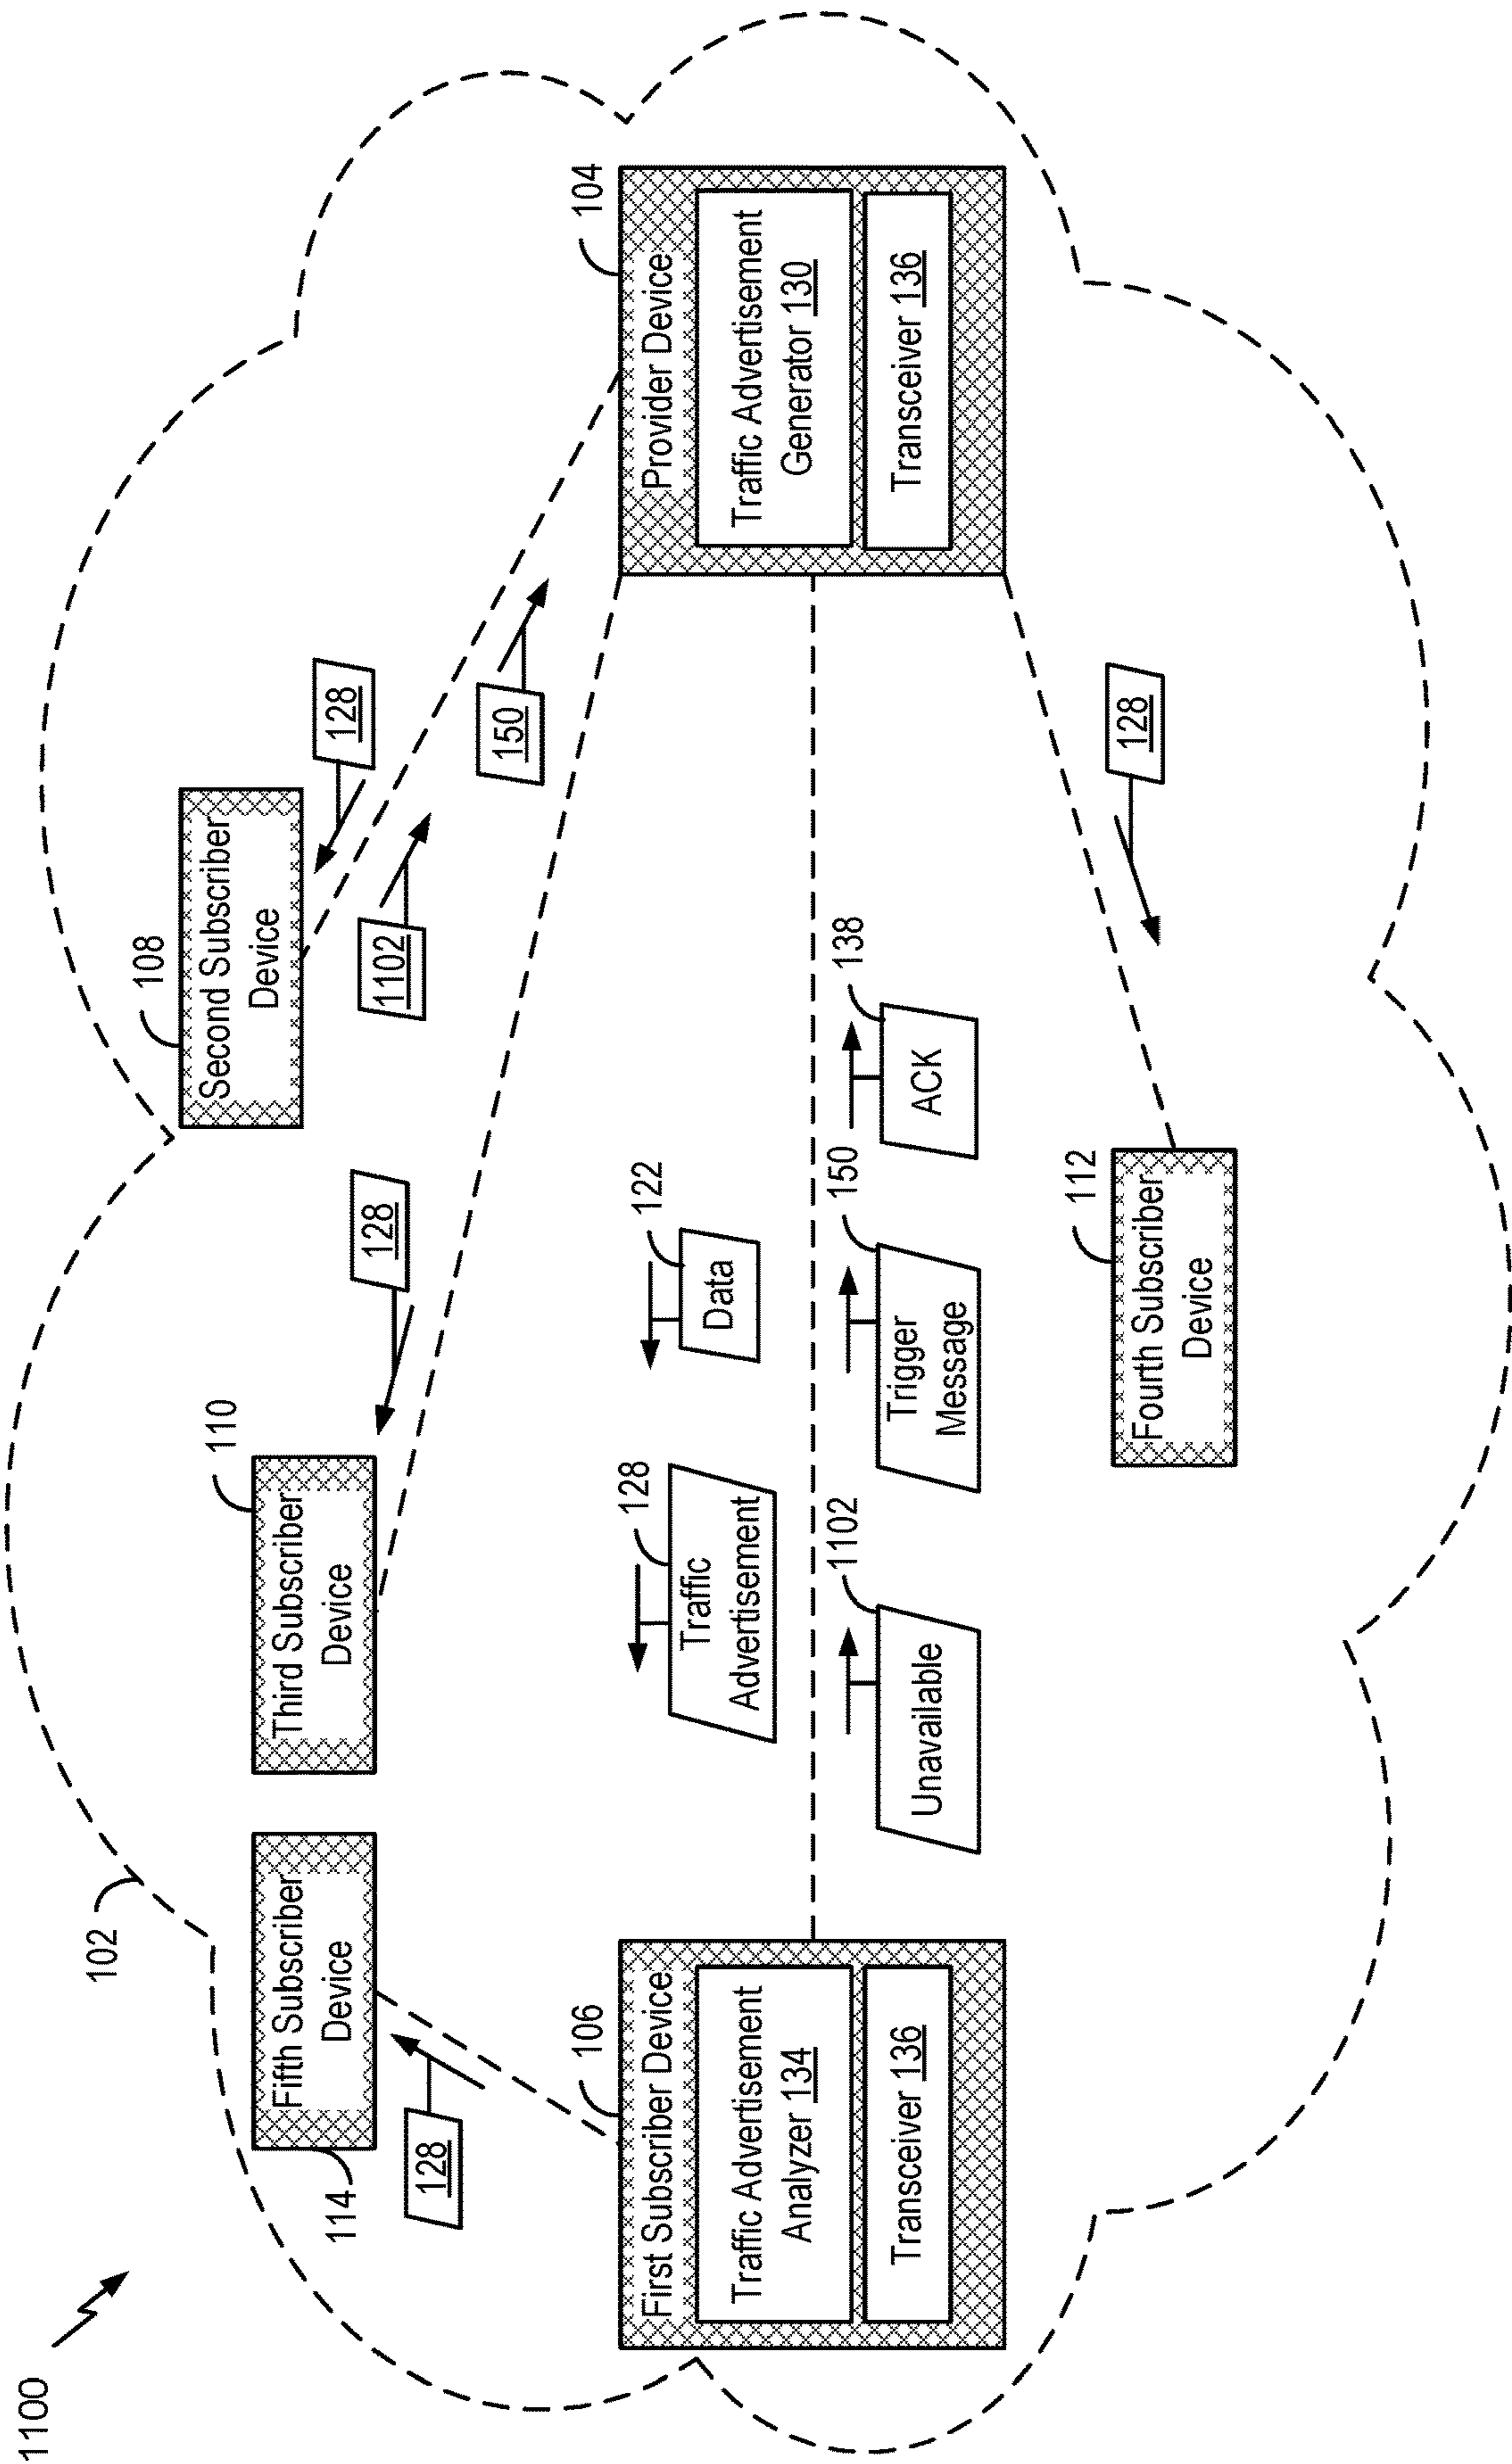 1100
102
114
Fifth Subscriber
Device
128
110
Third Subscriber
Device
128
108
Second Subscriber
Device
128
1102
150
106
First Subscriber Device
Traffic Advertisement
Analyzer 134
Transceiver 136
128
Traffic
Advertisement
122
Data
1102
Unavailable
150
Trigger
Message
138
ACK
104
Provider Device
Traffic Advertisement
Generator 130
Transceiver 136
112
Fourth Subscriber
Device
128